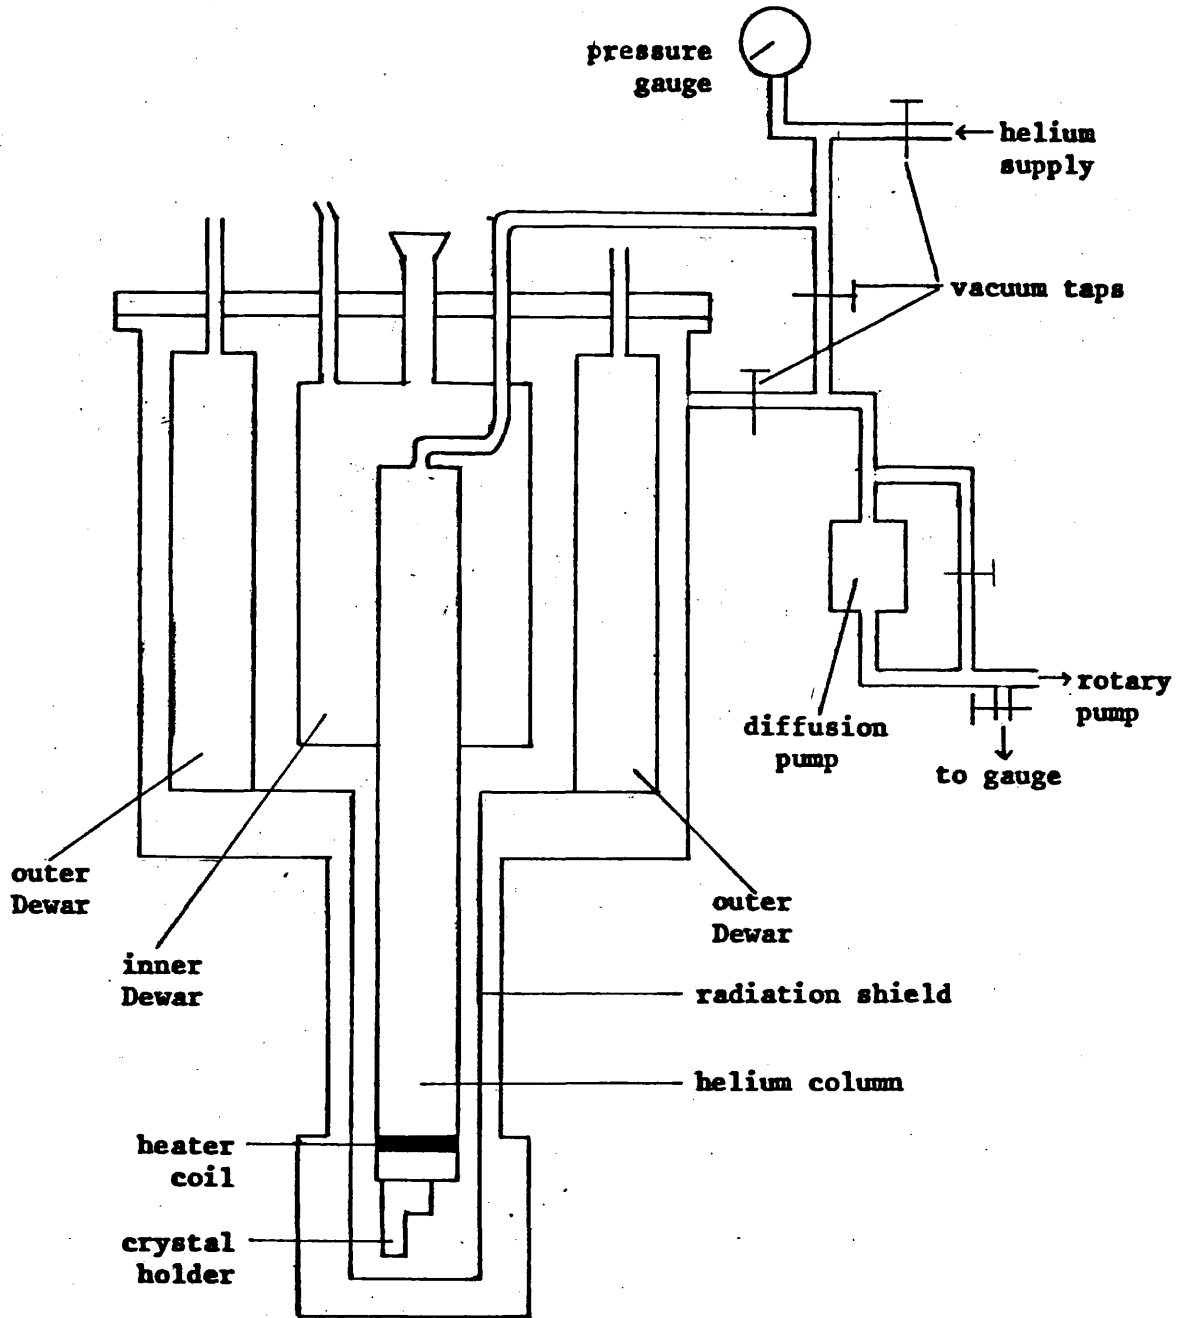 pressure
gauge
helium
supply
vacuum taps
rotary
pump
diffusion
pump
to gauge
outer
Dewar
outer
Dewar
inner
Dewar
radiation shield
helium column
heater
coil
crystal
holder